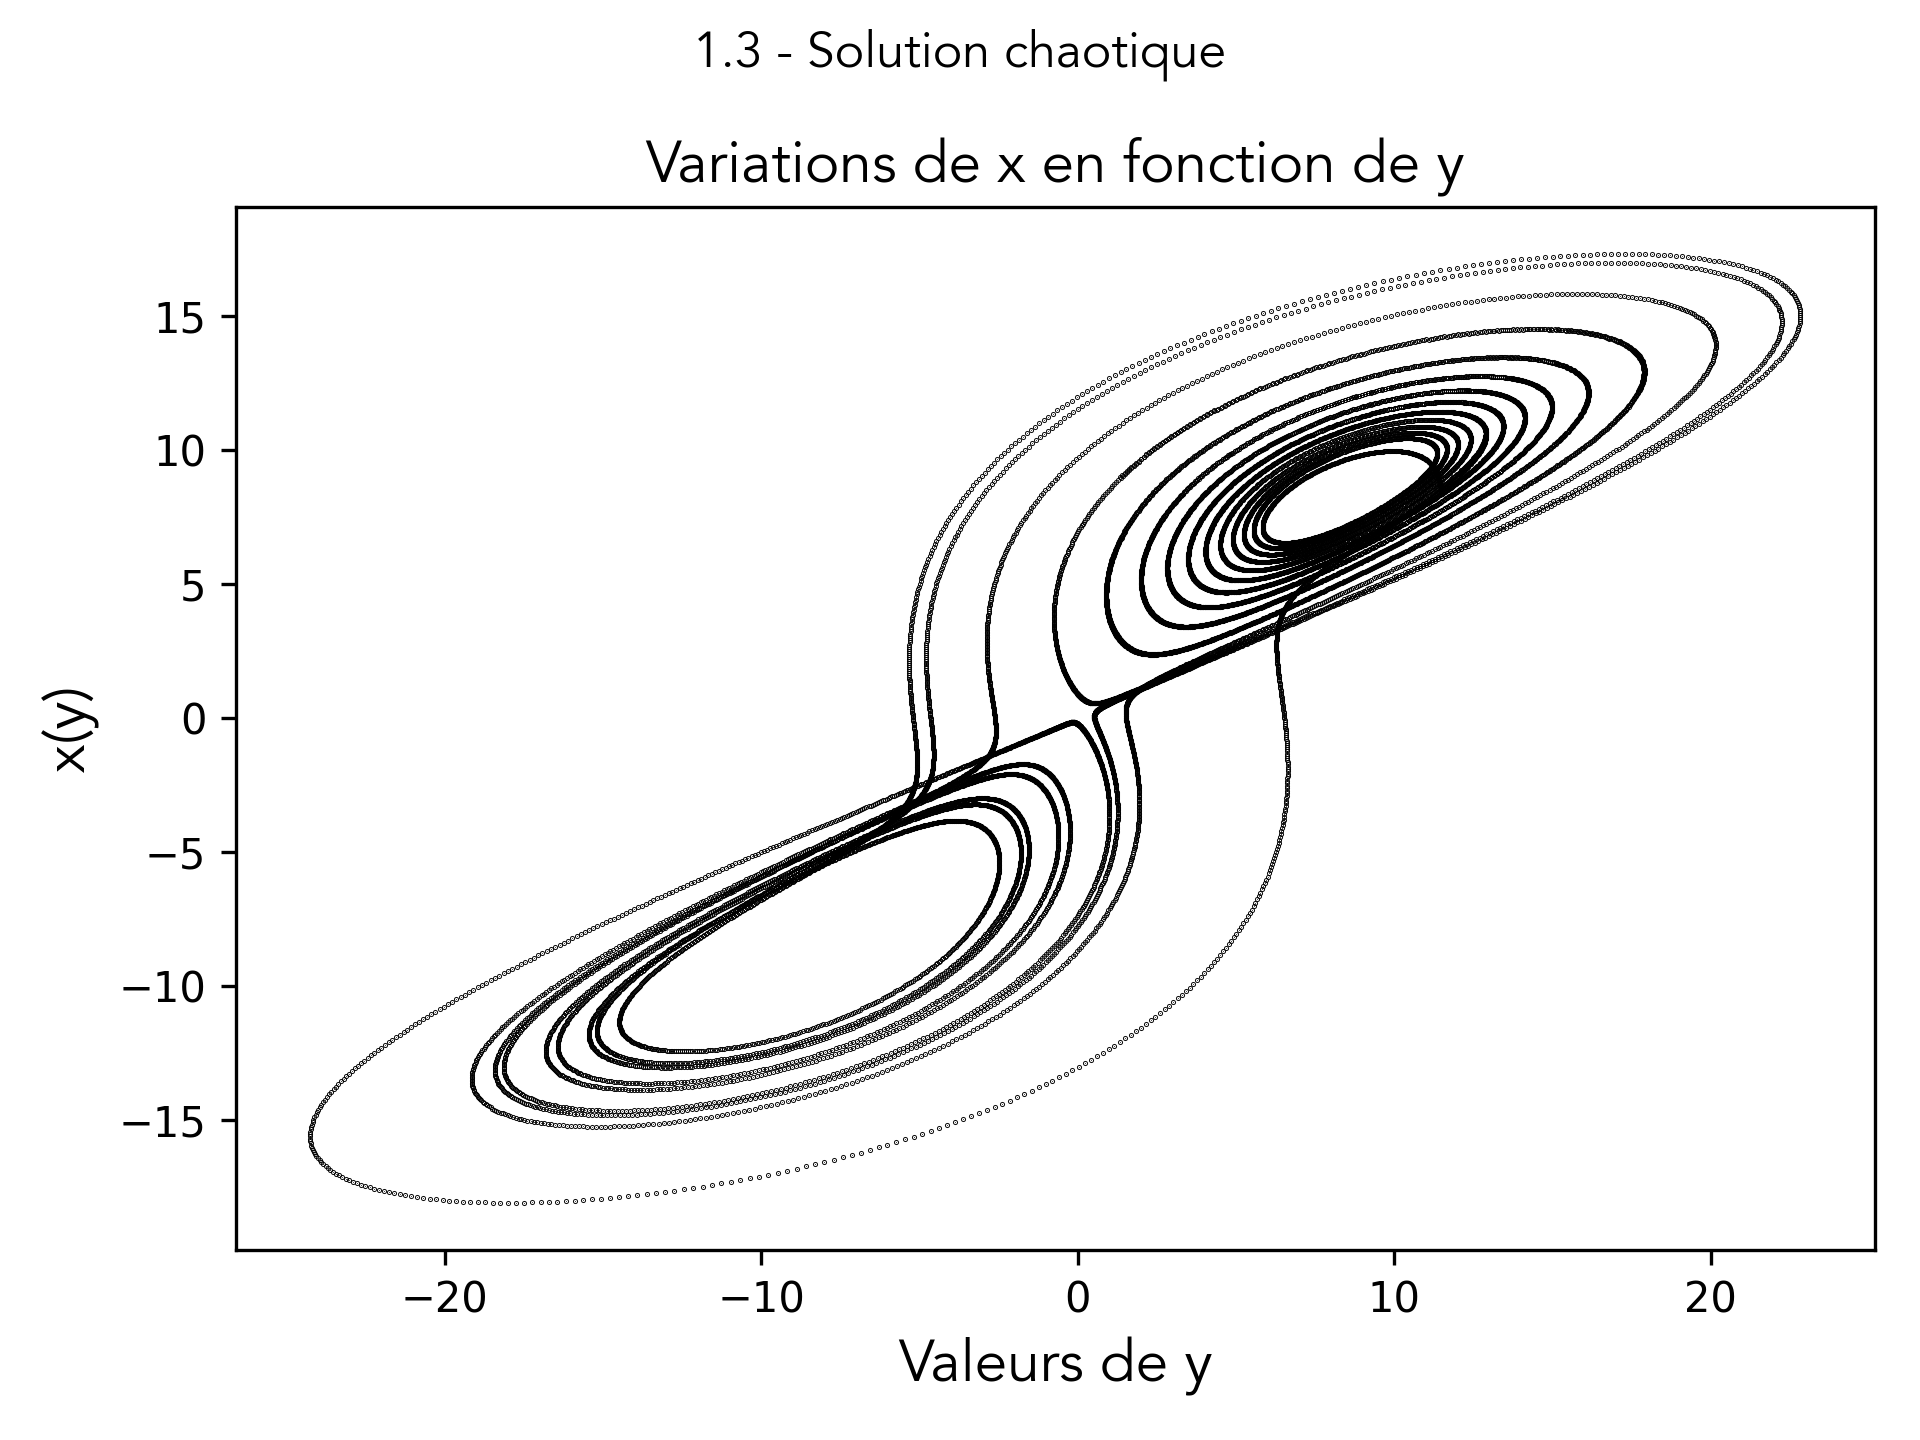 1.3 - Solution chaotique
Variations de x en fonction de y
15
10
5
0
−5
−10
−15
x(y)
−20 −10 0 10 20
Valeurs de y